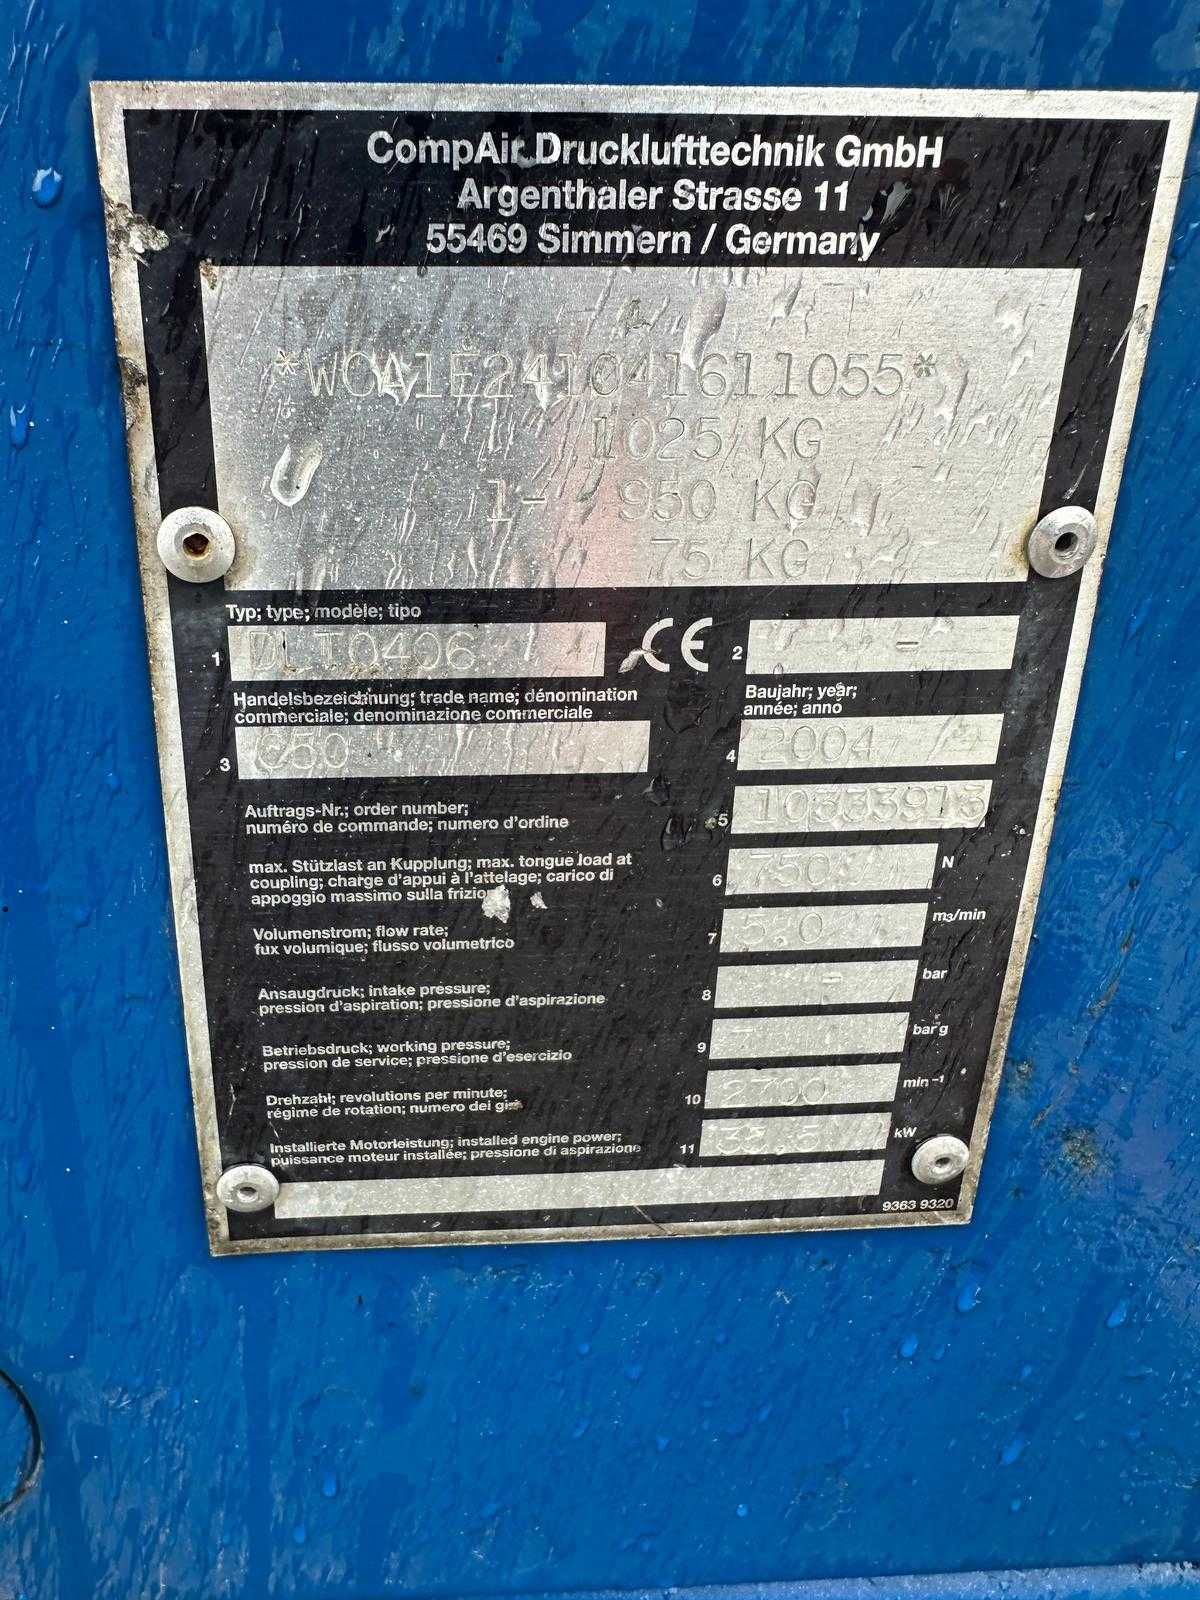 CompAir Drucklufttechnik GmbH
Argenthaler Strasse 11
55469 Simmern / Germany
*WCA1E241041611055*
1025 KG
1- 950 KG
75 KG
Typ; type; modèle; tipo
1 DLT0406
CE
2 -
Handelsbezeichnung; trade name; dénomination
commerciale; denominazione commerciale
3 C50
Baujahr; year;
année; anno
4 2004
Auftrags-Nr.; order number;
numéro de commande; numero d'ordine
5 10373913
max. Stützlast an Kupplung; max. tongue load at
coupling; charge d'appui à l'attelage; carico di
appoggio massimo sulla
6 750 N
Volumenstrom; flow rate;
fux volumique; flusso volumetrico
7 5,0 m3/min
Ansaugdruck; intake pressure;
pression d'aspiration; pressione d'aspirazione
8 - bar
Betriebsdruck; working pressure;
pression de service; pressione d'esercizio
9 7 bar g
Drehzahl; revolutions per minute;
régime de rotation; numero dei
10 2700 min -1
Installierte Motorleistung; installed engine power;
puissance moteur installée; pressione di aspirazione
11 kW
9363 9320